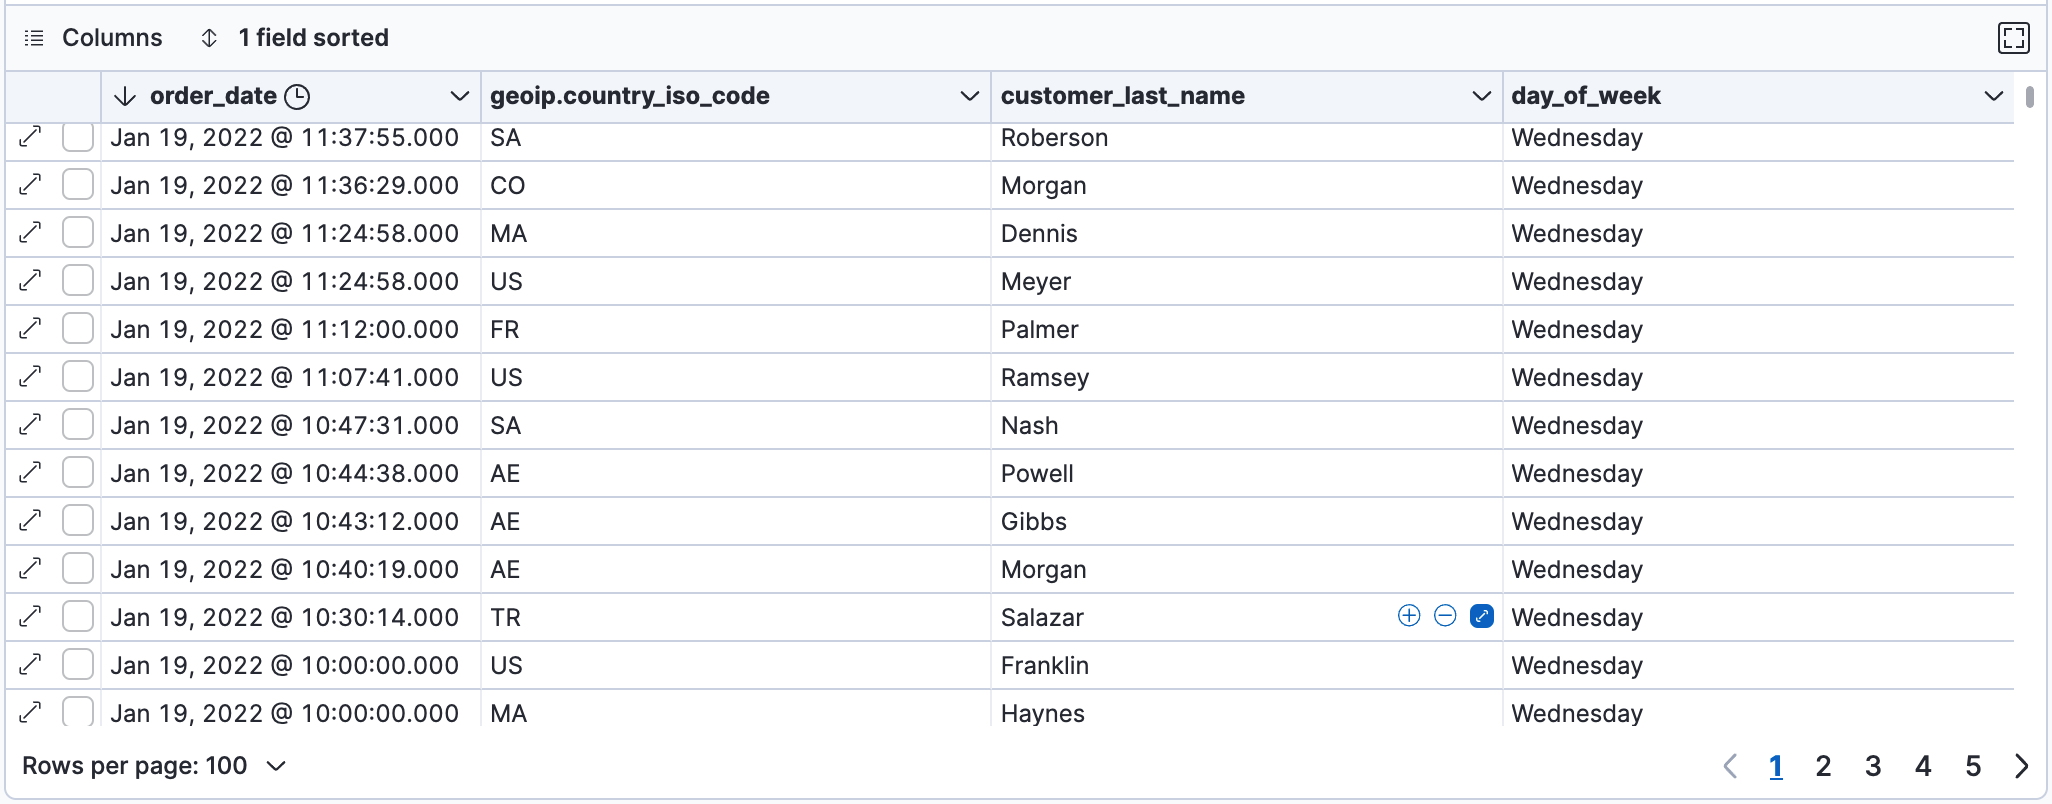 Columns 1 field sorted
order_date geoip.country_iso_code customer_last_name day_of_week
Jan 19, 2022 @ 11:37:55.000 SA Roberson Wednesday
Jan 19, 2022 @ 11:36:29.000 CO Morgan Wednesday
Jan 19, 2022 @ 11:24:58.000 MA Dennis Wednesday
Jan 19, 2022 @ 11:24:58.000 US Meyer Wednesday
Jan 19, 2022 @ 11:12:00.000 FR Palmer Wednesday
Jan 19, 2022 @ 11:07:41.000 US Ramsey Wednesday
Jan 19, 2022 @ 10:47:31.000 SA Nash Wednesday
Jan 19, 2022 @ 10:44:38.000 AE Powell Wednesday
Jan 19, 2022 @ 10:43:12.000 AE Gibbs Wednesday
Jan 19, 2022 @ 10:40:19.000 AE Morgan Wednesday
Jan 19, 2022 @ 10:30:14.000 TR Salazar Wednesday
Jan 19, 2022 @ 10:00:00.000 US Franklin Wednesday
Jan 19, 2022 @ 10:00:00.000 MA Haynes Wednesday
Rows per page: 100 1 2 3 4 5